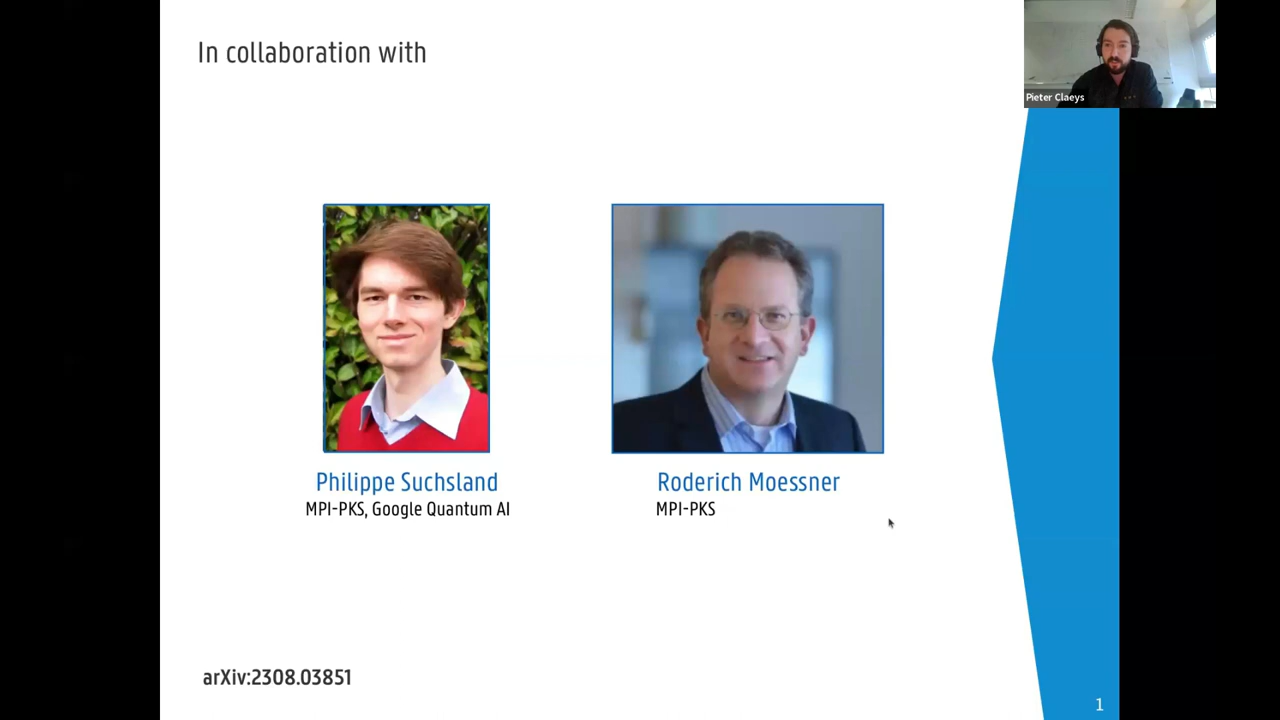 In collaboration with
Pieter Claeys
Philippe Suchsland
MPI-PKS, Google Quantum AI
Roderich Moessner
MPI-PKS
arXiv:2308.03851
1